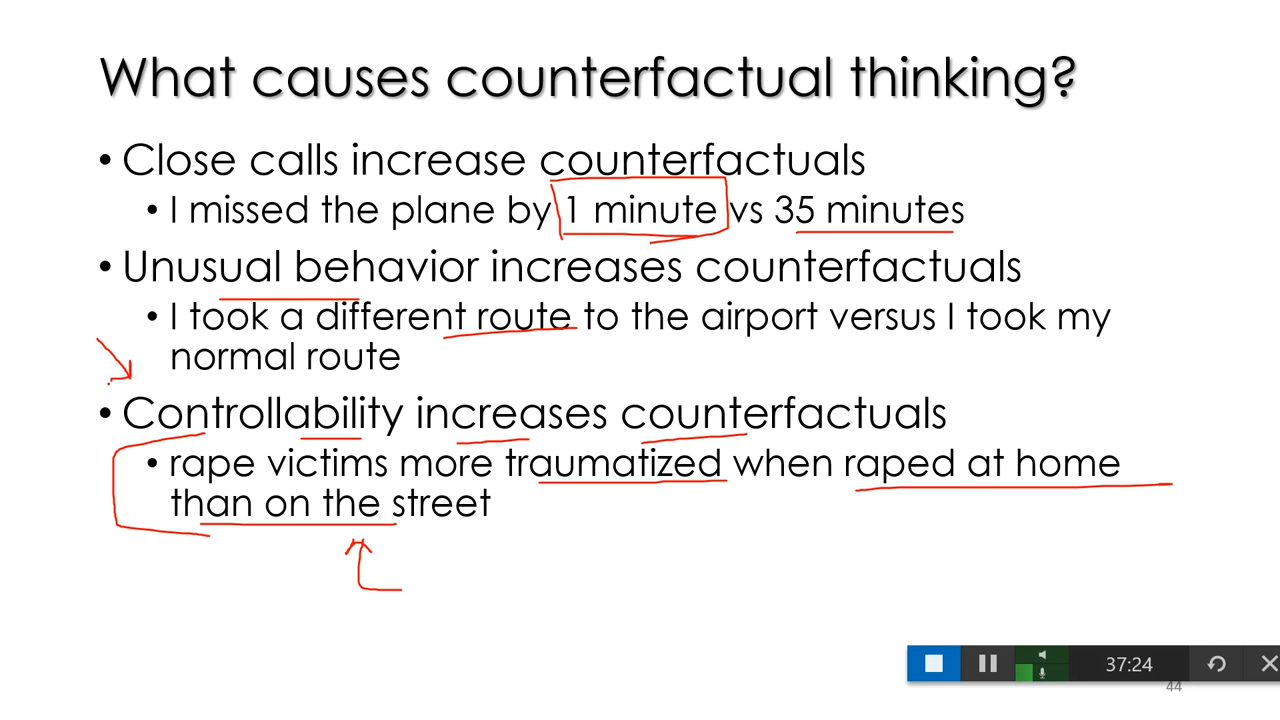 What causes counterfactual thinking?
• Close calls increase counterfactuals
• I missed the plane by 1 minute vs 35 minutes
• Unusual behavior increases counterfactuals
• I took a different route to the airport versus I took my
normal route
• Controllability increases counterfactuals
• rape victims more traumatized when raped at home
than on the street
37:24
44